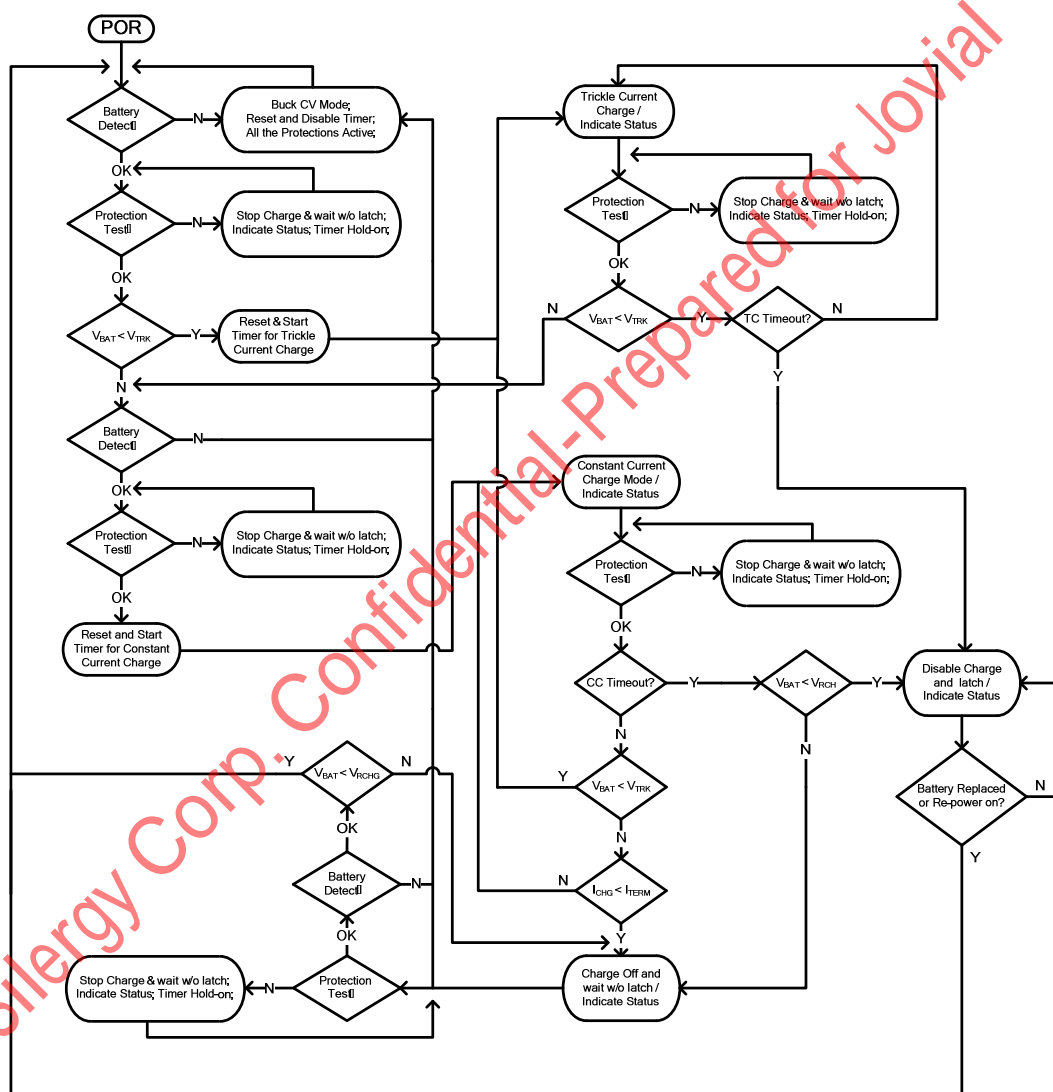 POR
Battery
Detect
N
Buck CV Mode;
Reset and Disable Timer;
All the Protections Active;
OK
Protection
Test
N
Stop Charge & wait w/o latch;
Indicate Status; Timer Hold-on;
OK
VBAT < VTRK
Y
Reset & Start
Timer for Trickle
Current Charge
N
Battery
Detect
N
OK
Protection
Test
N
Stop Charge & wait w/o latch;
Indicate Status; Timer Hold-on;
OK
Reset and Start
Timer for Constant
Current Charge
Trickle Current
Charge /
Indicate Status
Protection
Test
N
Stop Charge & wait w/o latch;
Indicate Status; Timer Hold-on;
OK
N
VBAT < VTRK
Y
TC Timeout?
N
Y
Constant Current
Charge Mode /
Indicate Status
Protection
Test
N
Stop Charge & wait w/o latch;
Indicate Status; Timer Hold-on;
OK
CC Timeout?
Y
VBAT < VRCH
Y
Disable Charge
and latch /
Indicate Status
N
N
Y
VBAT < VTRK
N
N
ICHG < ITERM
Y
Charge Off and
wait w/o latch /
Indicate Status
Battery Replaced
or Re-power on?
N
Y
Y
VBAT < VRCHG
N
OK
Battery
Detect
N
OK
Protection
Test
N
Stop Charge & wait w/o latch;
Indicate Status; Timer Hold-on;
Corp. Confidential-Prepared for Jovial